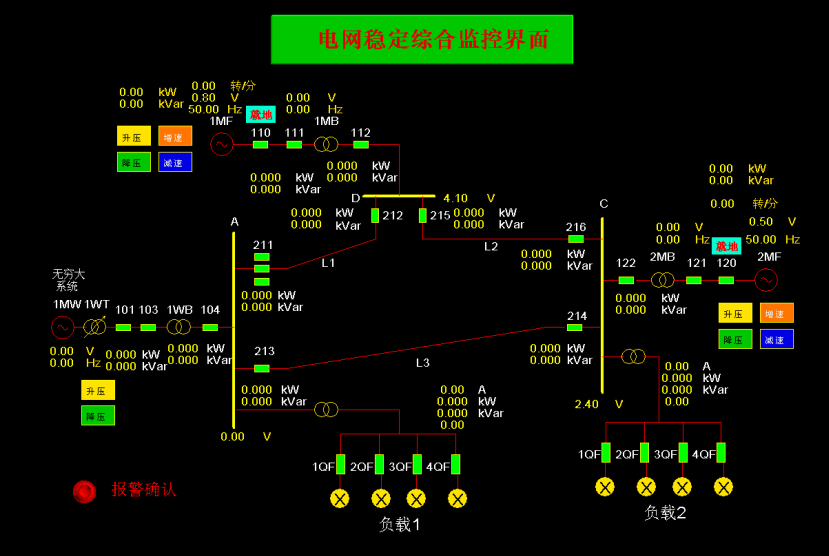 电网稳定综合监控界面
0.00 kW 0.00 转/分
0.00 kVar 0.80 V 0.00 V
50.00 Hz 就地 0.00 Hz
1MF 1MB
升压 增速 110 111 112
降压 减速
0.000 kW
0.000 kVar
0.000 kW
0.000 kVar
D 4.10 V
0.000 kW 212 215 0.000 kW
0.000 kVar 0.000 kVar
A
211
L1 L2
C
216
0.000 kW
0.000 kVar
0.00 kW
0.00 kVar
0.00 转/分
0.50 V
0.00 V
0.00 Hz 就地 50.00 Hz
2MB 2MF
122 121 120
0.000 kW
0.000 kVar
升压 增速
降压 减速
无穷大
系统
1MW 1WT 101 103 1WB 104
0.000 kW
0.000 kVar
0.00 V 0.000 kW 0.000 kW
0.00 Hz 0.000 kVar 0.000 kVar
升压
降压
213
L3
214
0.000 kW
0.000 kVar
0.000 kW
0.000 kVar
0.00 V
0.00 A
0.000 kW
0.000 kVar
0.00
2.40 V
0.00 A
0.000 kW
0.000 kVar
0.00
1QF 2QF 3QF 4QF
负载1
1QF 2QF 3QF 4QF
负载2
报警确认